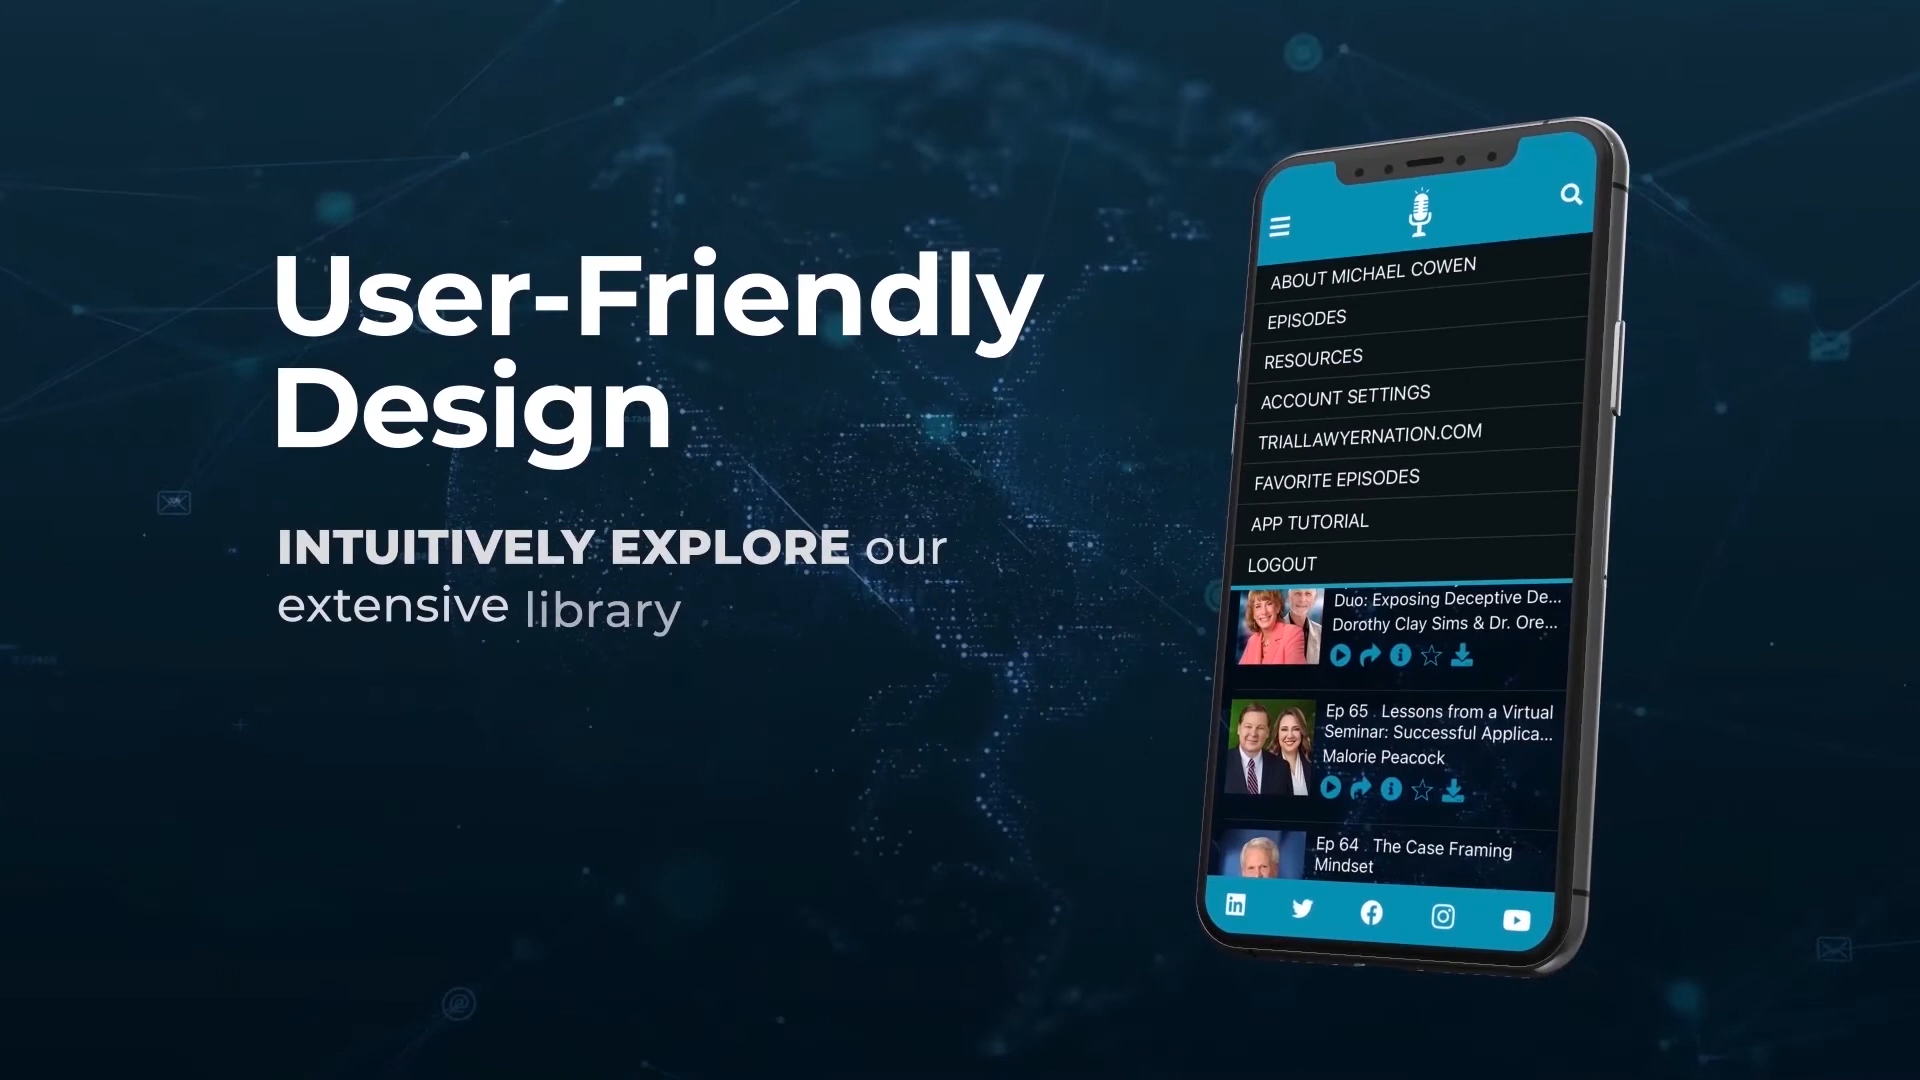 User-Friendly
Design
INTUITIVELY EXPLORE our
extensive library
ABOUT MICHAEL COWEN
EPISODES
RESOURCES
ACCOUNT SETTINGS
TRIALLAWYERNATION.COM
FAVORITE EPISODES
APP TUTORIAL
LOGOUT
Duo: Exposing Deceptive De...
Dorothy Clay Sims & Dr. Ore...
Ep 65 . Lessons from a Virtual
Seminar: Successful Applica...
Malorie Peacock
Ep 64 . The Case Framing
Mindset